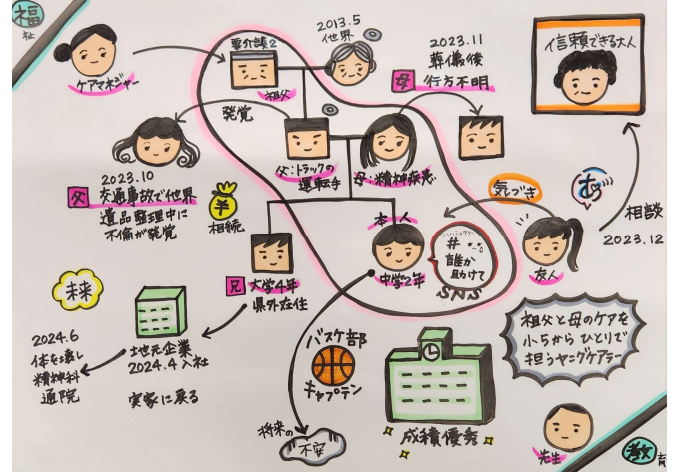 福
祉
ケアマネジャー
要介護2
祖父
2013.5
他界
2023.11
母
葬儀後
行方不明
信頼できる大人
発覚
父:トラックの
運転手
母:精神疾患
2023.10
父
交通事故で他界
遺品整理中に
不倫が発覚
¥
相続
本人
中学2年
#
誰か
助けて
SNS
気づき
友人
相談
2023.12
兄
大学4年
県外在住
未来
2024.6
体を壊し
精神科
通院
地元企業
2024.4入社
実家に戻る
バスケ部
キャプテン
将来の
不安
成績優秀
祖父と母のケアを
小5からひとりで
担うヤングケアラー
先生
教
育